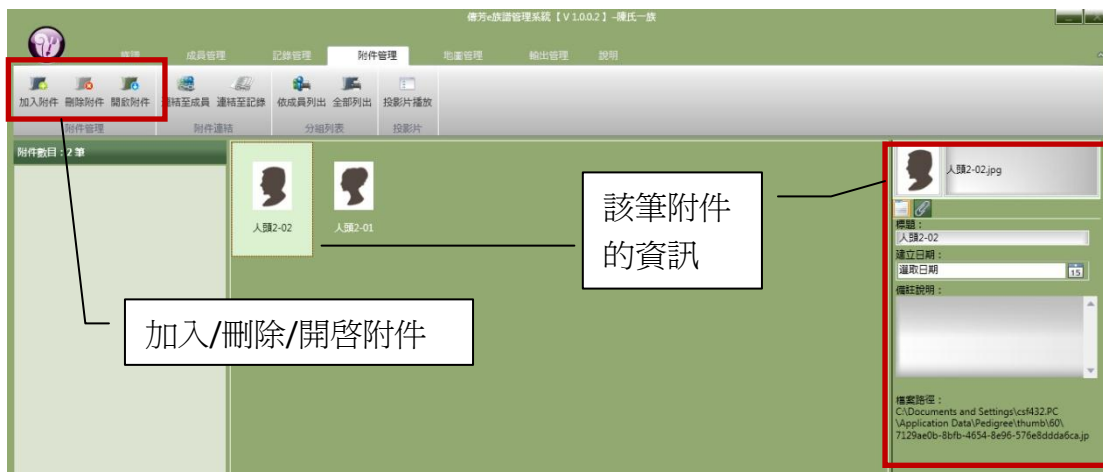 傳芳e族譜管理系統【 V 1.0.0.2 】--陳氏一族
族譜 成員管理 記錄管理 附件管理 地圖管理 輸出管理 說明
加入附件 刪除附件 開啟附件 連結至成員 連結至記錄 依成員列出 全部列出 投影片播放
附件管理 附件連結 分組列表 投影片
附件數目：2 筆
人頭2-02 人頭2-01
該筆附件
的資訊
加入/刪除/開啓附件
人頭2-02.jpg
標題：
人頭2-02
建立日期：
選取日期 15
備註說明：
檔案路徑：
C:\Documents and Settings\csf432.PC
\Application Data\Pedigree\thumb\60\
7129ae0b-8bfb-4654-8e96-576e8ddda6ca.jp